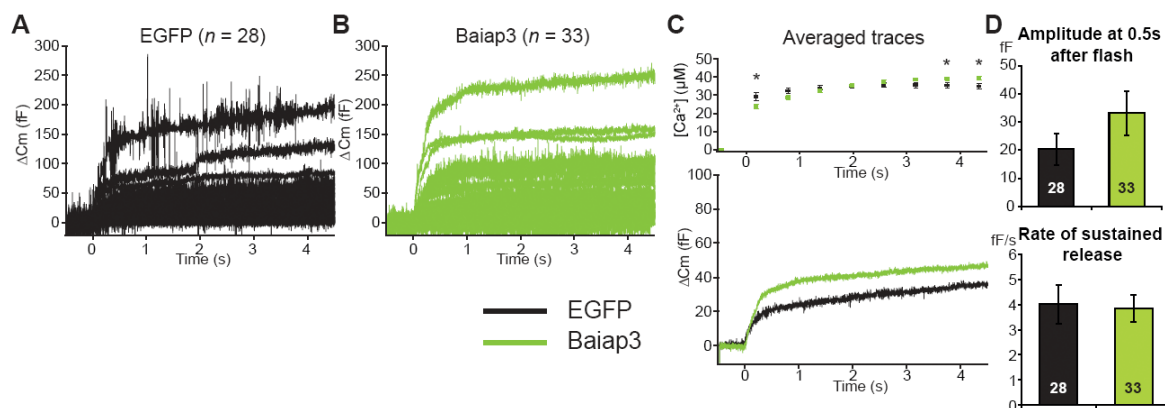 A
EGFP (n = 28)
300
250
200
150
100
50
0
ΔCm (fF)
0 1 2 3 4
Time (s)
B
Baiap3 (n = 33)
300
250
200
150
100
50
0
ΔCm (fF)
0 1 2 3 4
Time (s)
EGFP
Baiap3
C
Averaged traces
[Ca²⁺] (µM)
50
40
30
20
10
0
* * *
0 1 2 3 4
Time (s)
100
80
60
40
20
0
ΔCm (fF)
0 1 2 3 4
Time (s)
D
Amplitude at 0.5s
after flash
fF
50
40
30
20
10
0
28 33
Rate of sustained
release
fF/s
6
5
4
3
2
1
0
28 33